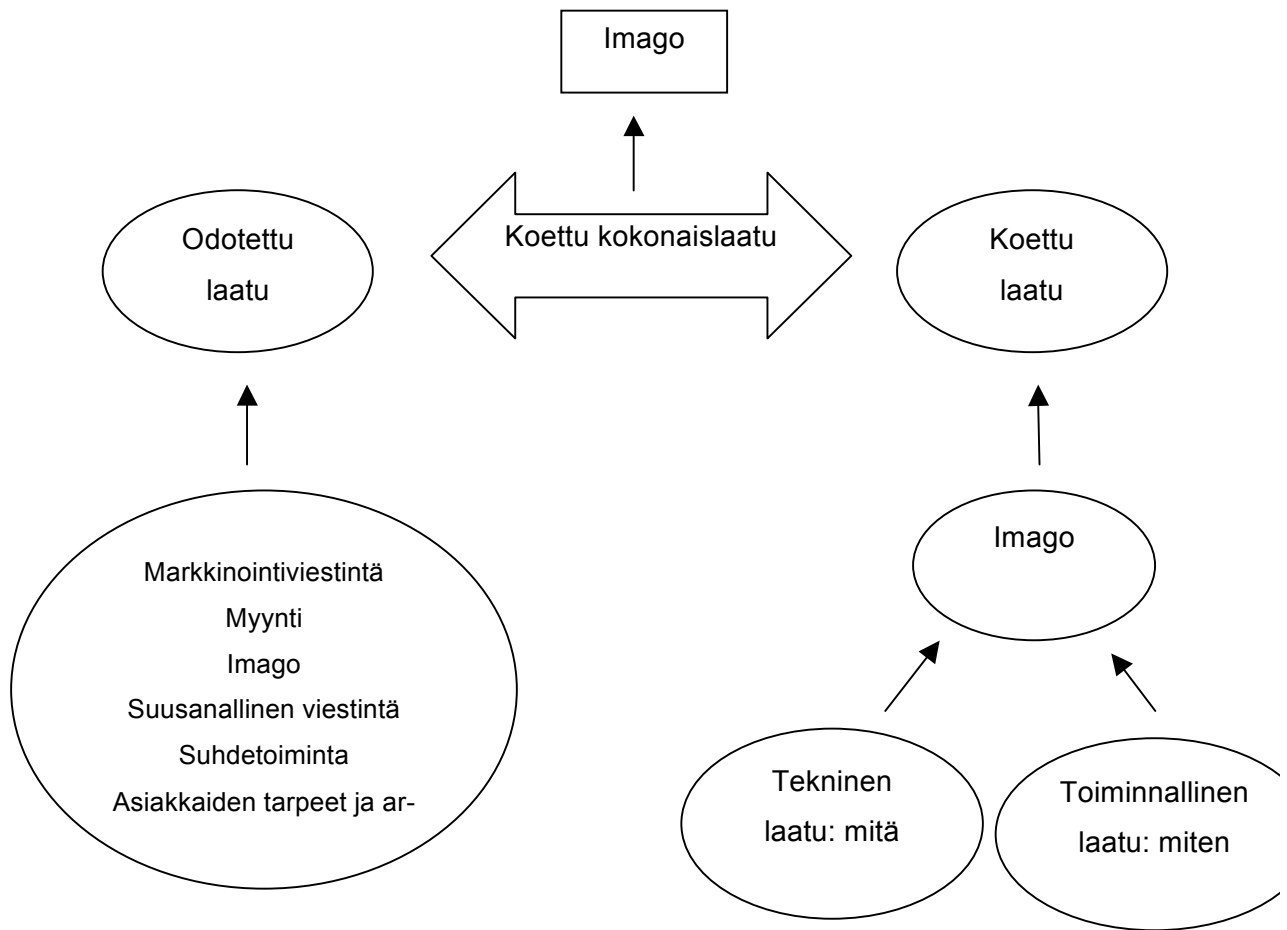 Imago
Odotettu
laatu
Koettu kokonaislaatu
Koettu
laatu
Markkinointiviestintä
Myynti
Imago
Suusanallinen viestintä
Suhdetoiminta
Asiakkaiden tarpeet ja ar-
Imago
Tekninen
laatu: mitä
Toiminnallinen
laatu: miten